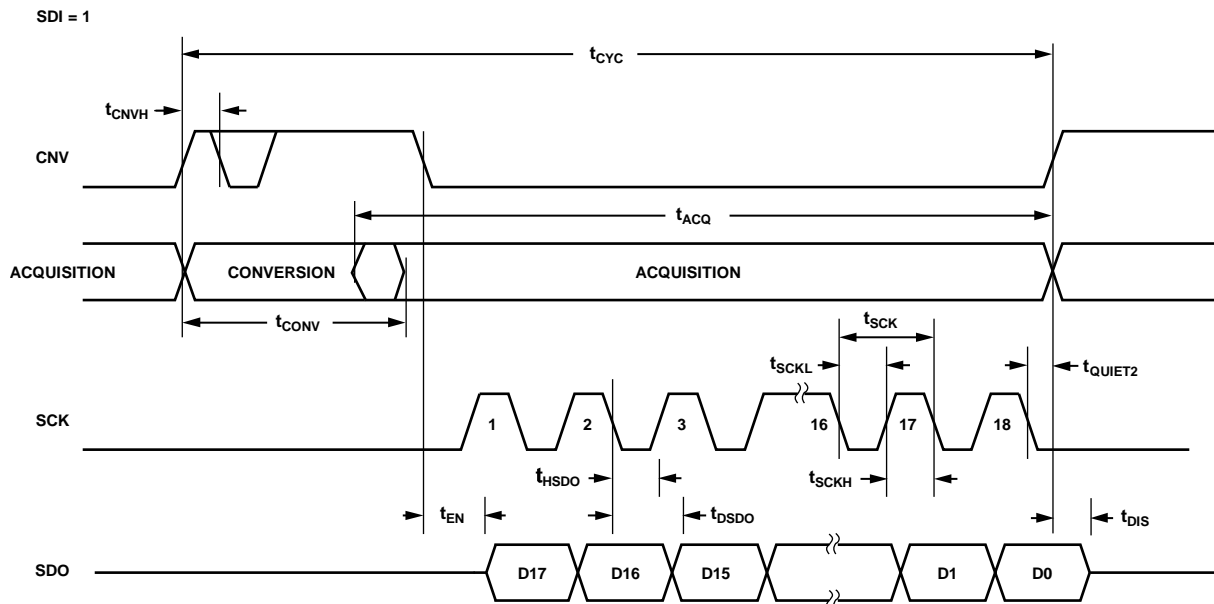 SDI = 1
tCYC
tCNVH
CNV
tACQ
ACQUISITION CONVERSION ACQUISITION
tCONV
tSCK
tSCKL
tQUIET2
SCK 1 2 3 16 17 18
tHSDO
tSCKH
tEN
tDSDO
tDIS
SDO D17 D16 D15 D1 D0